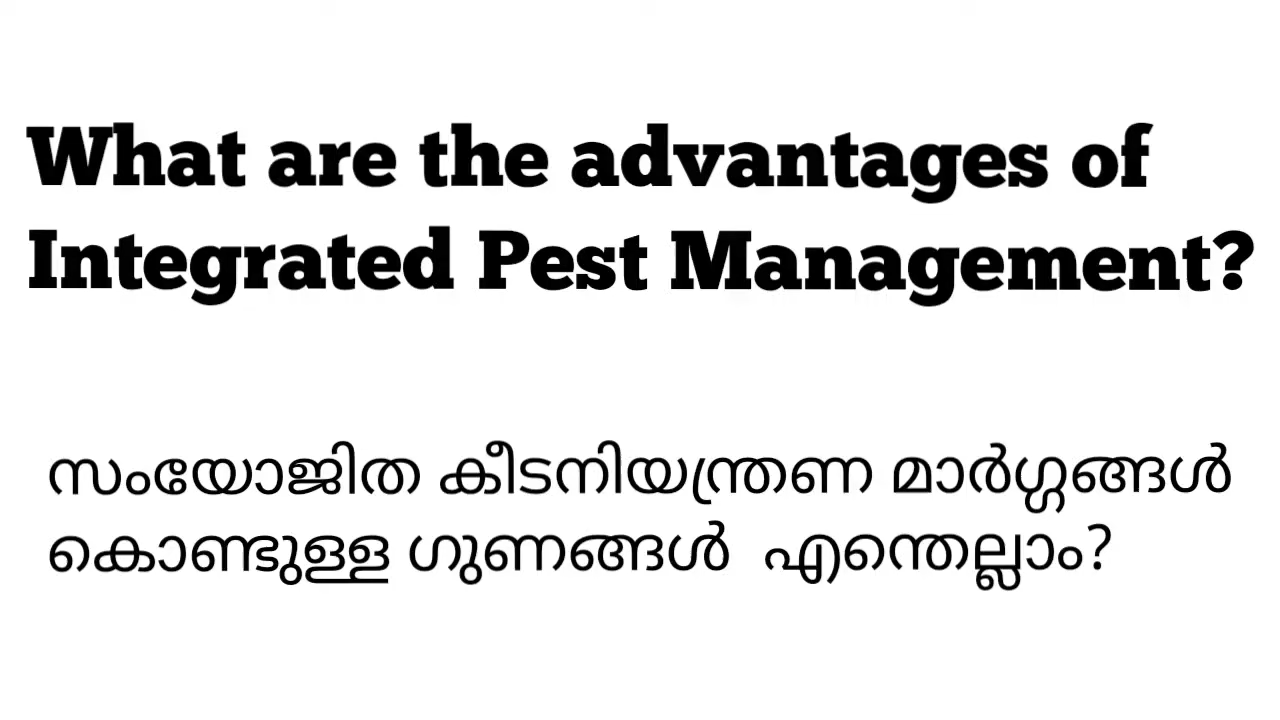 What are the advantages of
Integrated Pest Management?
സംയോജിത കീടനിയന്ത്രണ മാർഗ്ഗങ്ങൾ
കൊണ്ടുള്ള ഗുണങ്ങൾ എന്തെല്ലാം?